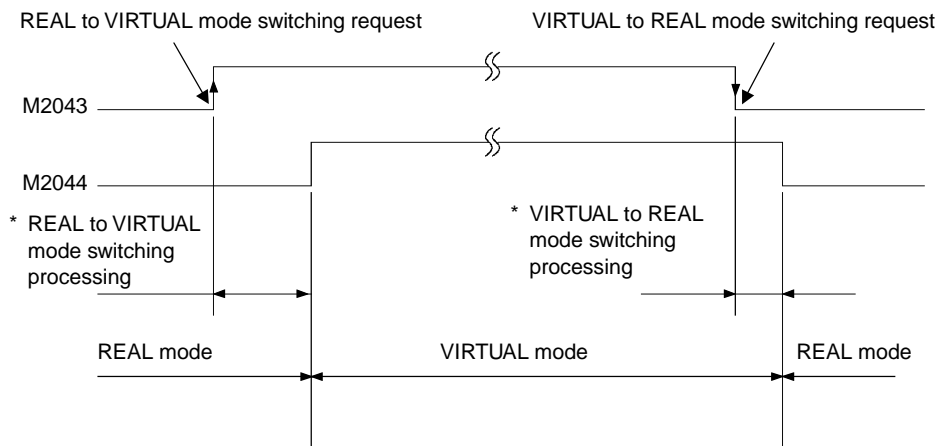 REAL to VIRTUAL mode switching request
VIRTUAL to REAL mode switching request
M2043
M2044
* REAL to VIRTUAL
mode switching
processing
* VIRTUAL to REAL
mode switching
processing
REAL mode
VIRTUAL mode
REAL mode